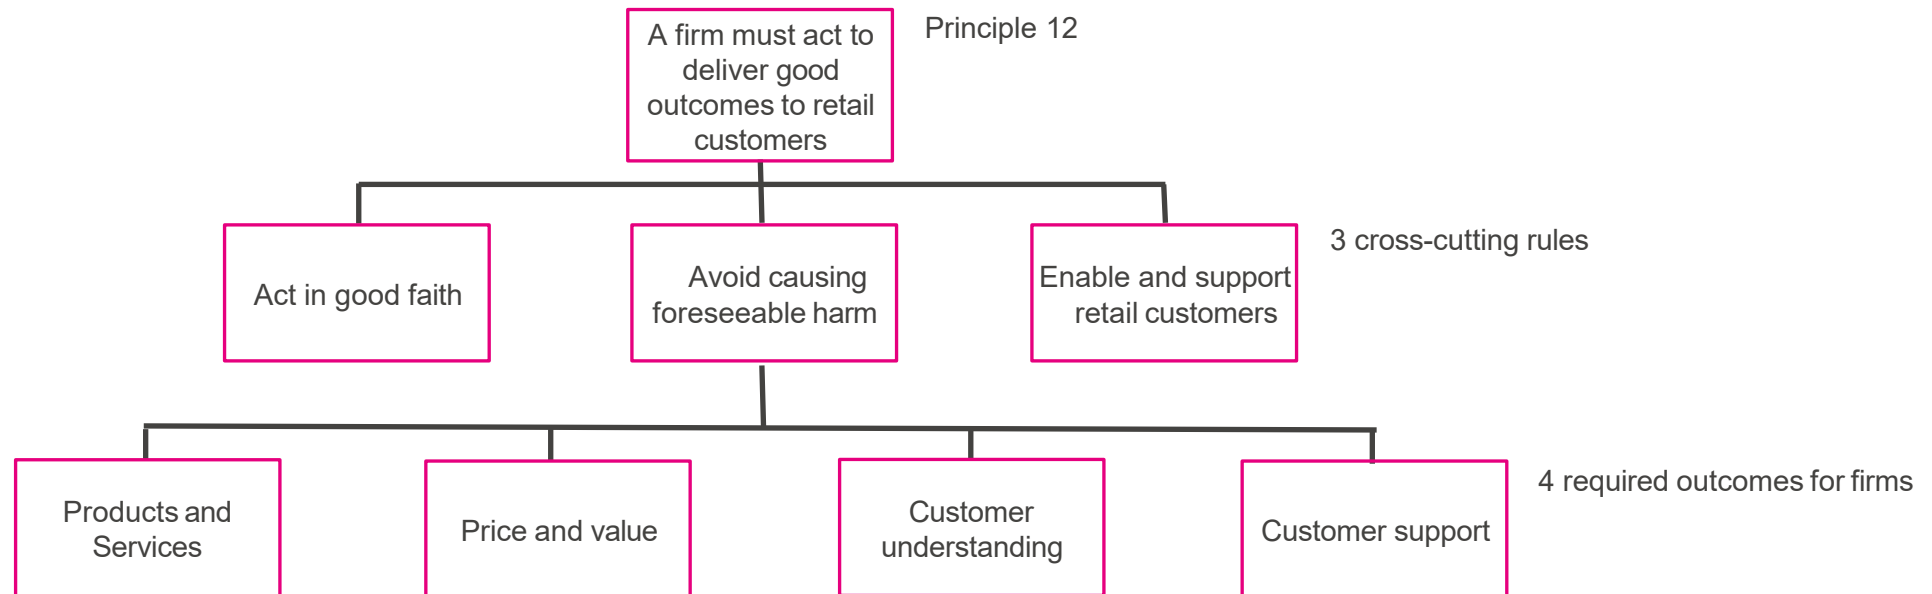 A firm must act to
deliver good
outcomes to retail
customers
Principle 12
Act in good faith
Avoid causing
foreseeable harm
Enable and support
retail customers
3 cross-cutting rules
Products and
Services
Price and value
Customer
understanding
Customer support
4 required outcomes for firms